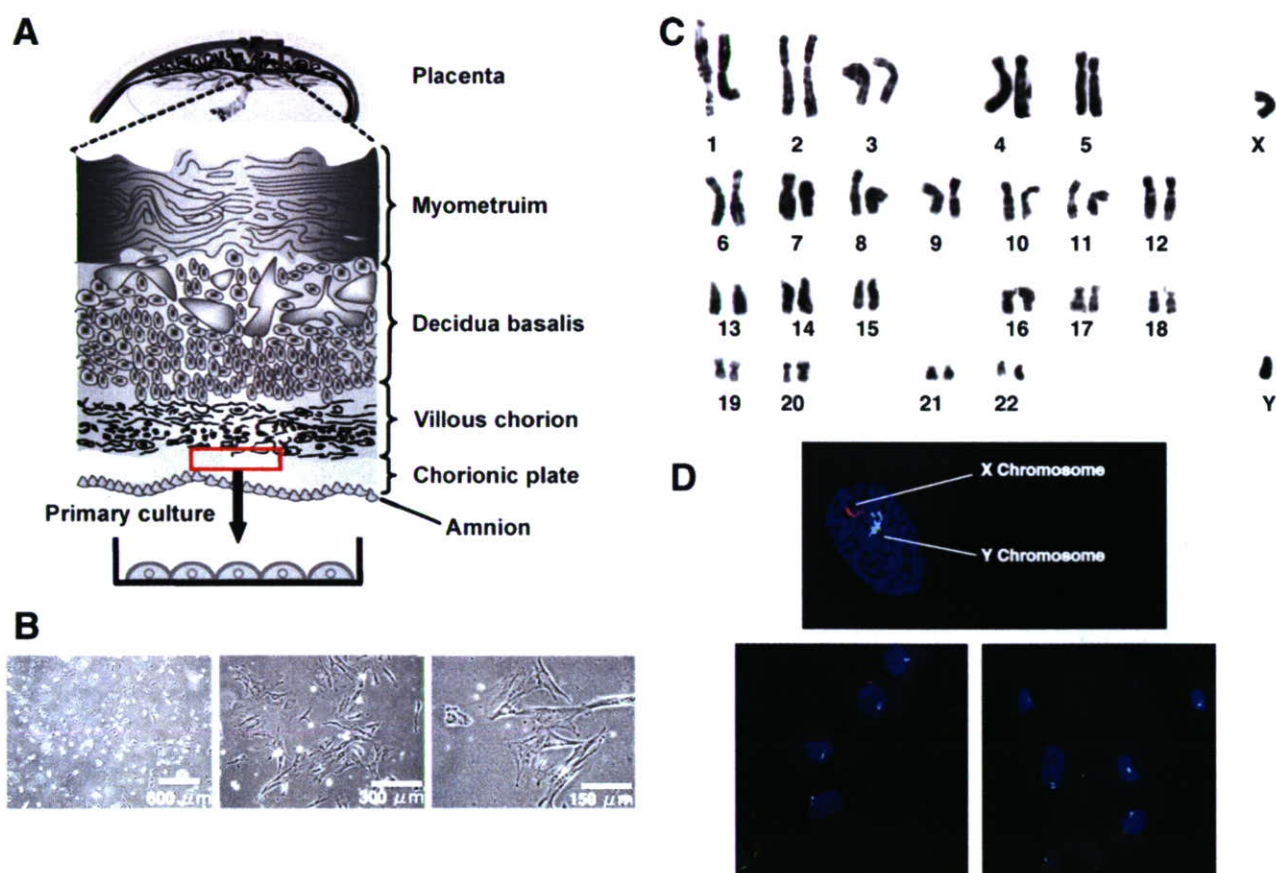 A
Placenta
Myometruim
Decidua basalis
Villous chorion
Chorionic plate
Amnion
Primary culture
B
600 μm
300 μm
150 μm
C
1 2 3 4 5 X
6 7 8 9 10 11 12
13 14 15 16 17 18
19 20 21 22 Y
D
X Chromosome
Y Chromosome